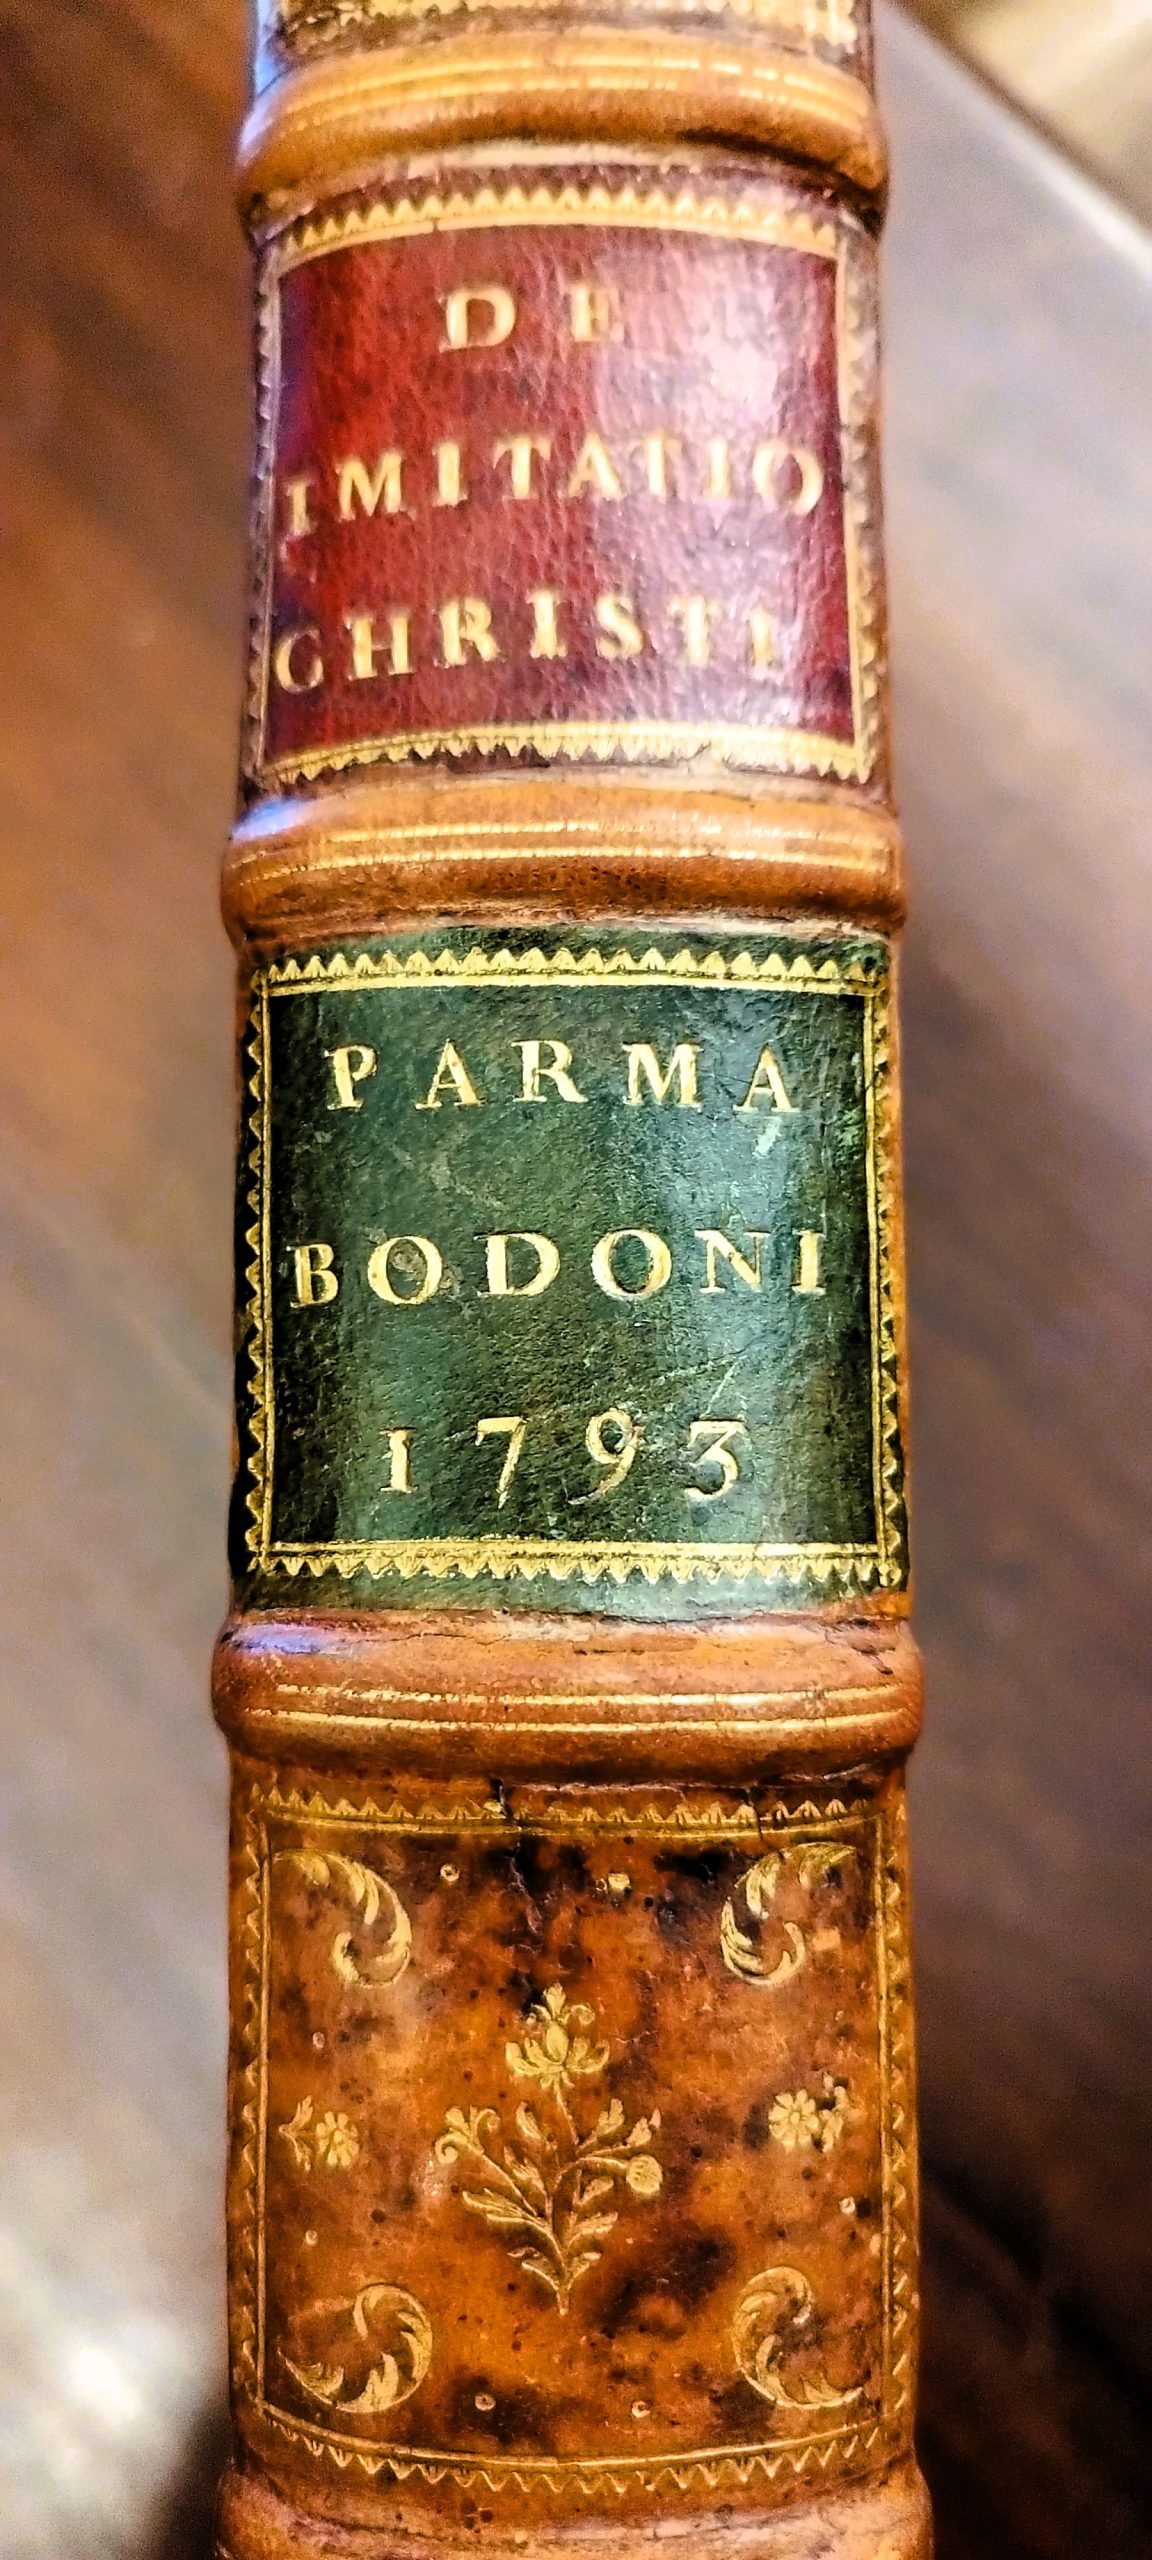 DE
IMITATIO
CHRISTI
PARMA
BODONI
1793